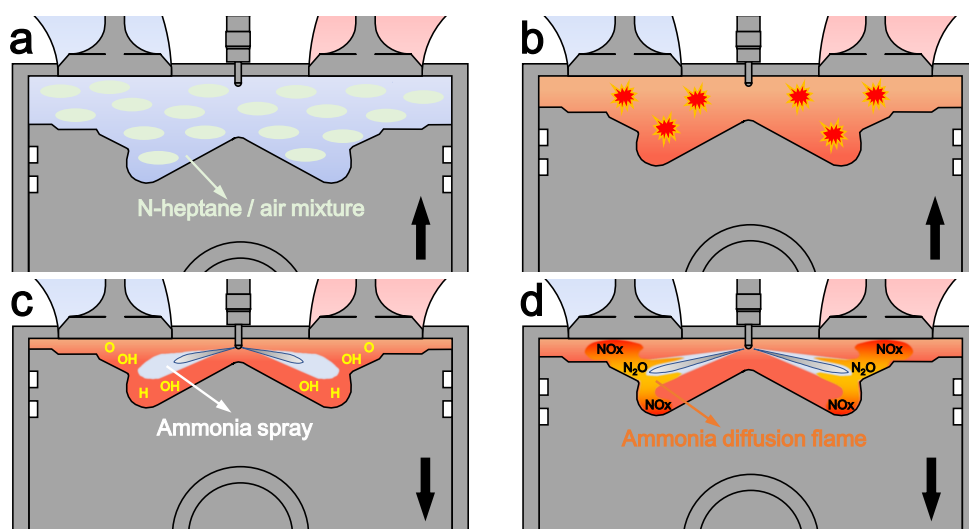 a
b
N-heptane / air mixture
c
d
O
OH
H
OH
OH
H
OH
O
Ammonia spray
NOx
NOx
N₂O
N₂O
NOx
NOx
Ammonia diffusion flame